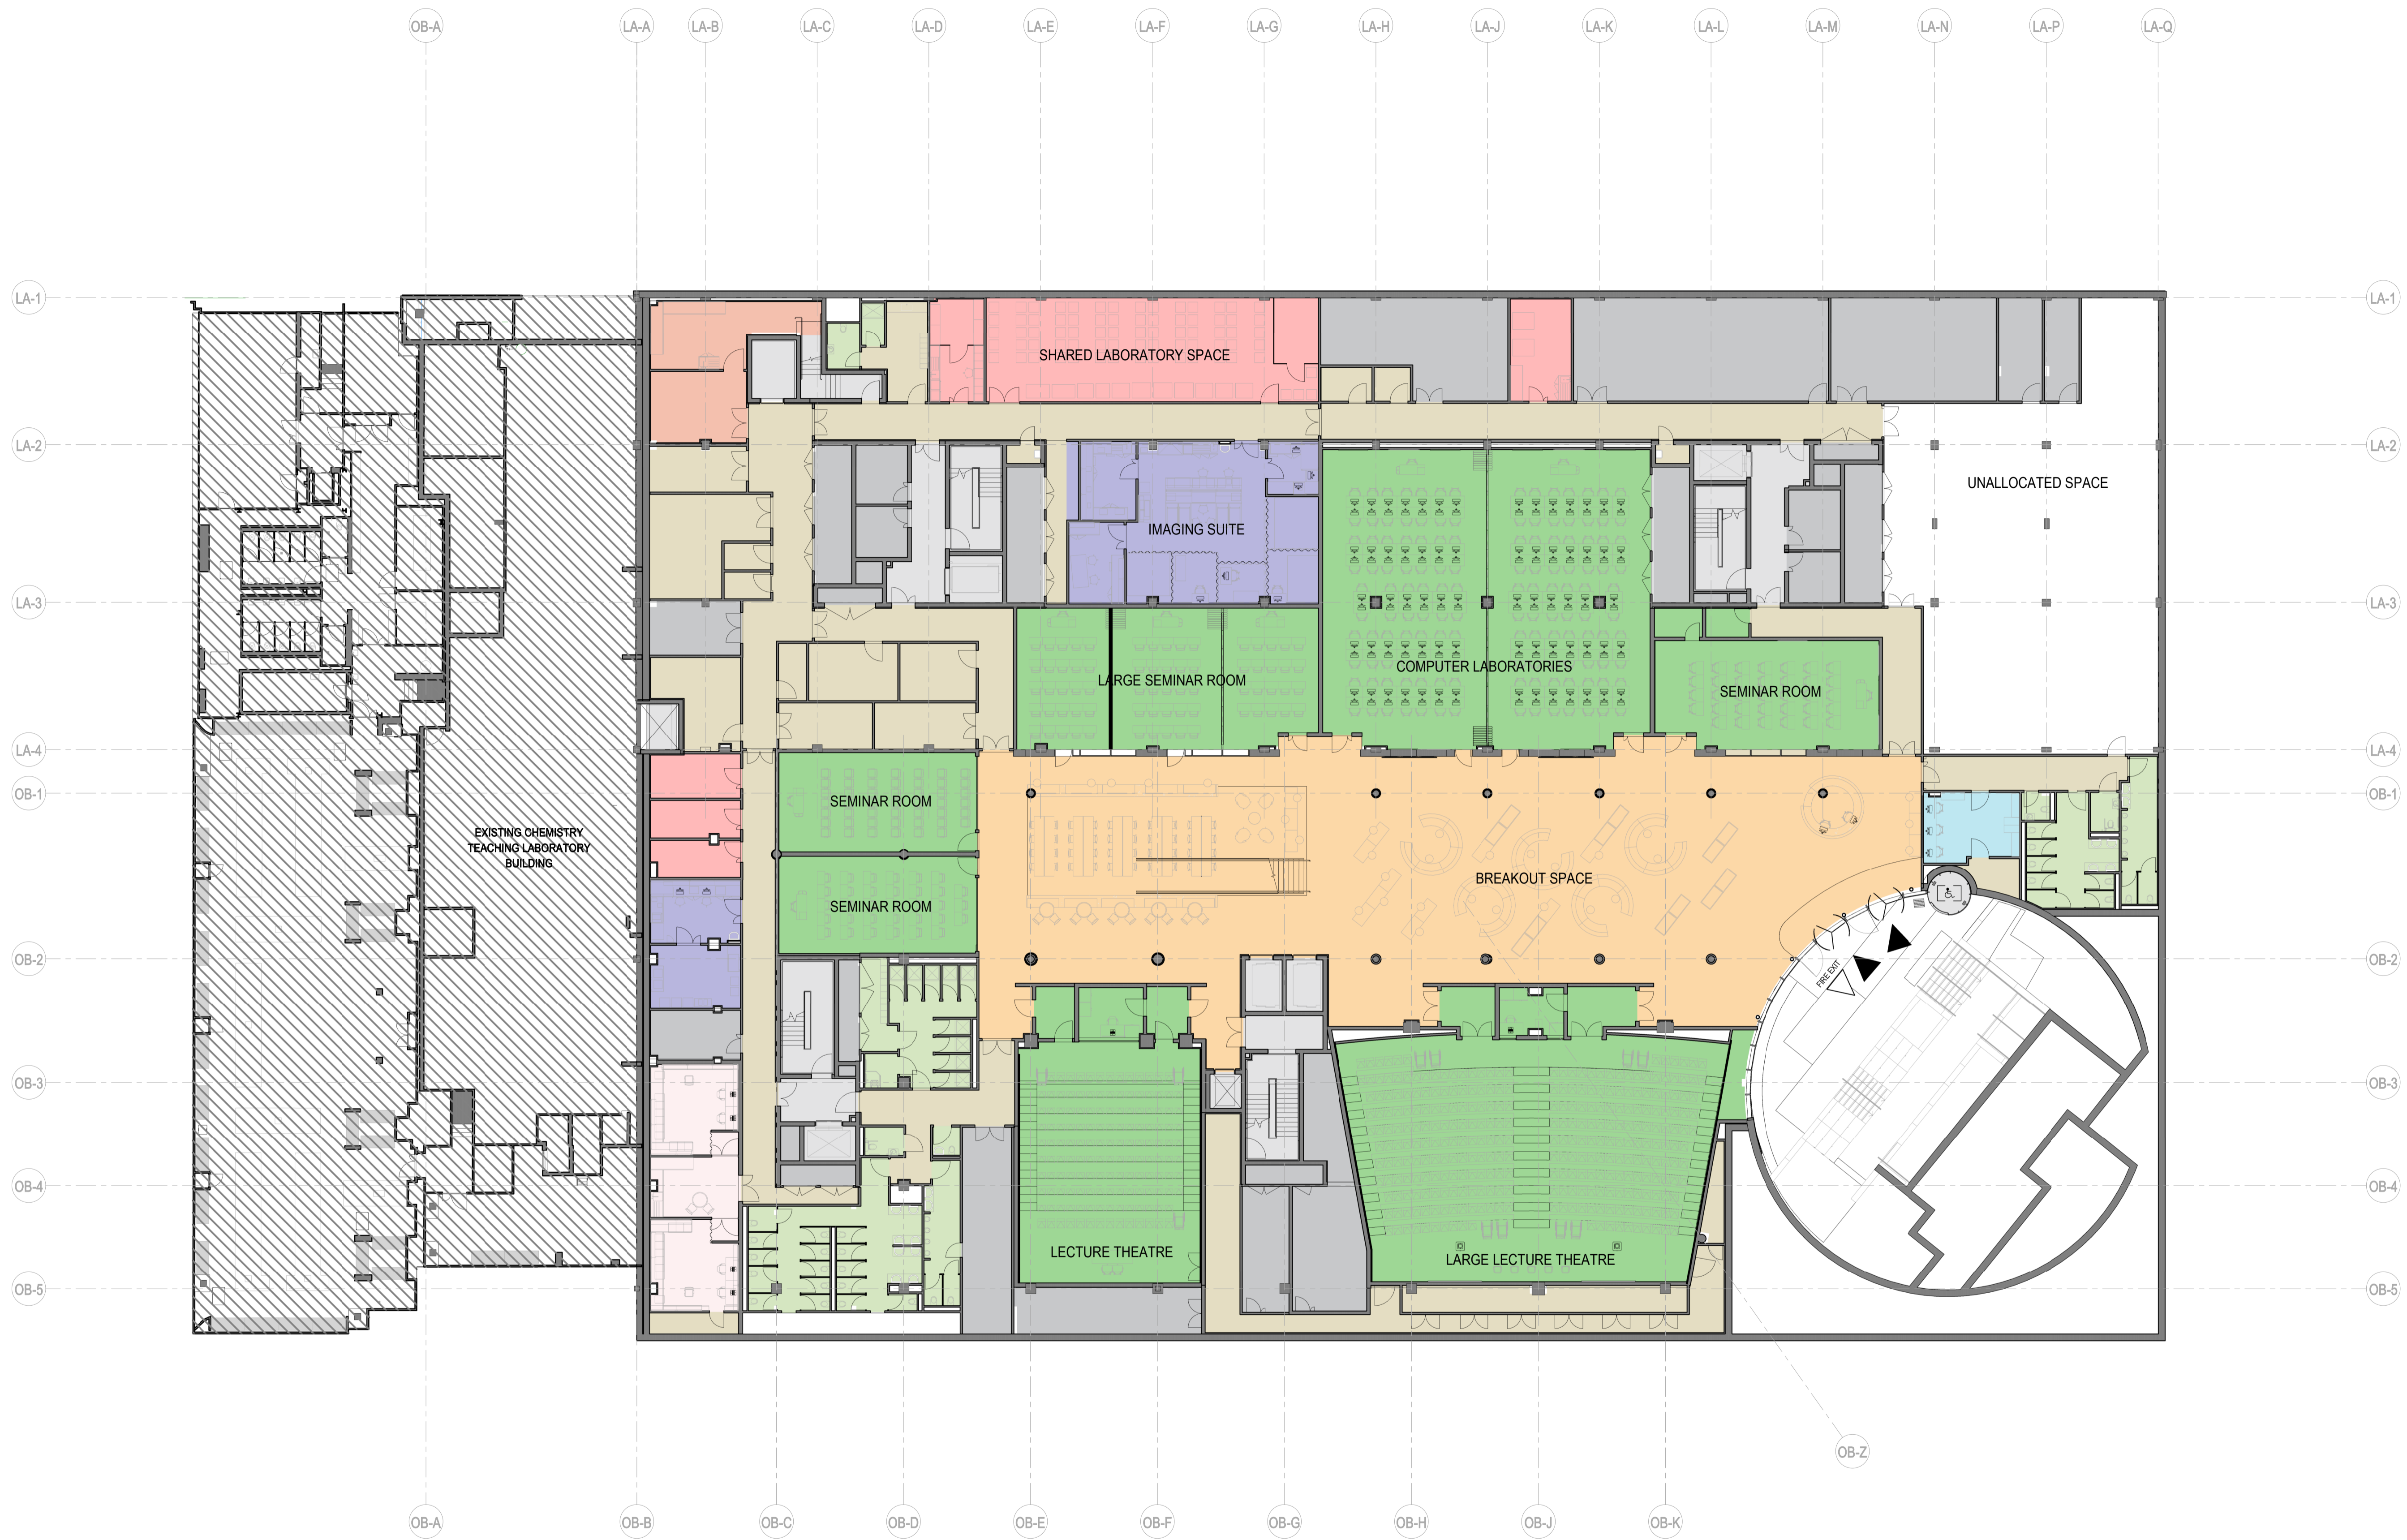 OB-A LA-A LA-B LA-C LA-D LA-E LA-F LA-G LA-H LA-J LA-K LA-L LA-M LA-N LA-P LA-Q
LA-1 LA-1
SHARED LABORATORY SPACE
LA-2 LA-2
UNALLOCATED SPACE
IMAGING SUITE
LA-3 LA-3
COMPUTER LABORATORIES
LARGE SEMINAR ROOM
SEMINAR ROOM
LA-4 LA-4
OB-1 OB-1
SEMINAR ROOM
EXISTING CHEMISTRY
TEACHING LABORATORY
BUILDING
BREAKOUT SPACE
SEMINAR ROOM
OB-2 OB-2
FIRE EXIT
OB-3 OB-3
OB-4 OB-4
LECTURE THEATRE
LARGE LECTURE THEATRE
OB-5 OB-5
OB-Z
OB-A OB-B OB-C OB-D OB-E OB-F OB-G OB-H OB-J OB-K